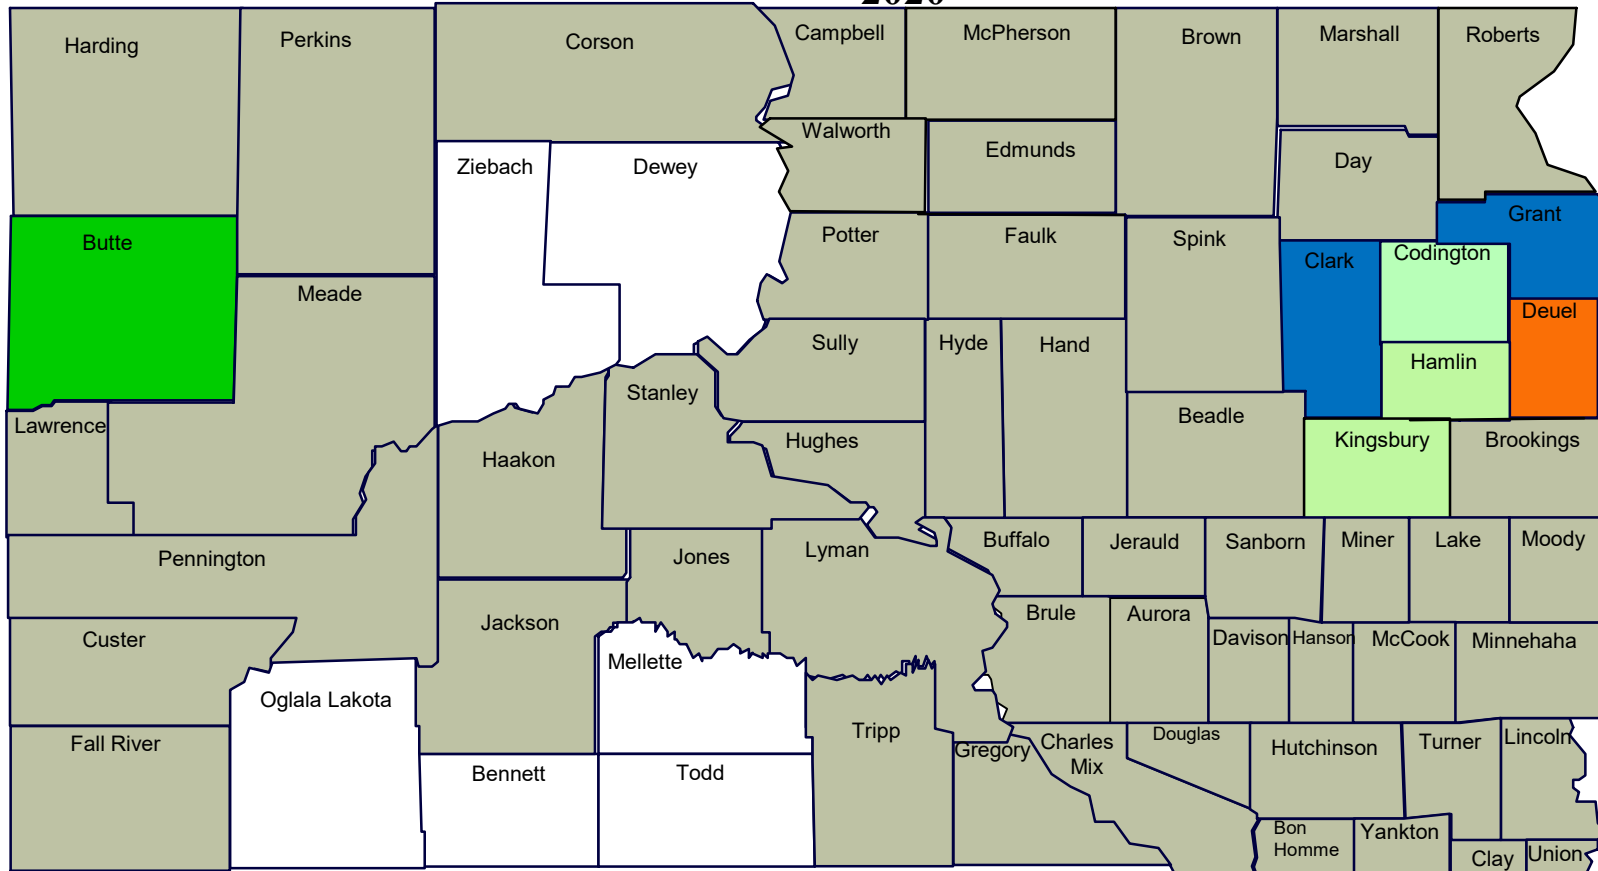 2020
Harding
Perkins
Corson
Campbell
McPherson
Brown
Marshall
Roberts
Walworth
Edmunds
Day
Ziebach
Dewey
Butte
Potter
Faulk
Spink
Grant
Clark
Codington
Meade
Deuel
Sully
Hyde
Hand
Hamlin
Stanley
Lawrence
Beadle
Hughes
Kingsbury
Brookings
Haakon
Pennington
Jones
Lyman
Buffalo
Jerauld
Sanborn
Miner
Lake
Moody
Jackson
Brule
Aurora
Custer
Davison
Hanson
McCook
Minnehaha
Mellette
Oglala Lakota
Fall River
Tripp
Gregory
Charles
Mix
Douglas
Hutchinson
Turner
Lincoln
Bennett
Todd
Bon
Homme
Yankton
Clay
Union